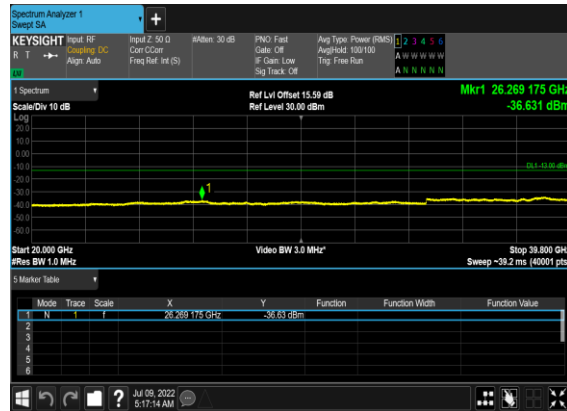 Spectrum Analyzer 1
Swept SA
+
KEYSIGHT Input: RF Input Z: 50 Ω #Atten: 30 dB PNO: Fast Avg Type: Power (RMS) 1 2 3 4 5 6
R T Coupling: DC Corr CCorr Gate: Off Avg|Hold: 100/100 A W W W W W
Align: Auto Freq Ref: Int (S) IF Gain: Low Trig: Free Run A N N N N N
Sig Track: Off
1 Spectrum
Ref Lvl Offset 15.59 dB Mkr1 26.269 175 GHz
Scale/Div 10 dB Ref Level 30.00 dBm -36.631 dBm
Log
20.0
10.0
0.00
-10.0
DL1 -13.00 dBm
-20.0
-30.0
1
-40.0
-50.0
-60.0
Start 20.000 GHz Video BW 3.0 MHz* Stop 39.800 GHz
#Res BW 1.0 MHz Sweep ~39.2 ms (40001 pts)
5 Marker Table
Mode Trace Scale X Y Function Function Width Function Value
1 N 1 f 26.269 175 GHz -36.63 dBm
2
3
4
5
6
? Jul 09, 2022
5:17:14 AM